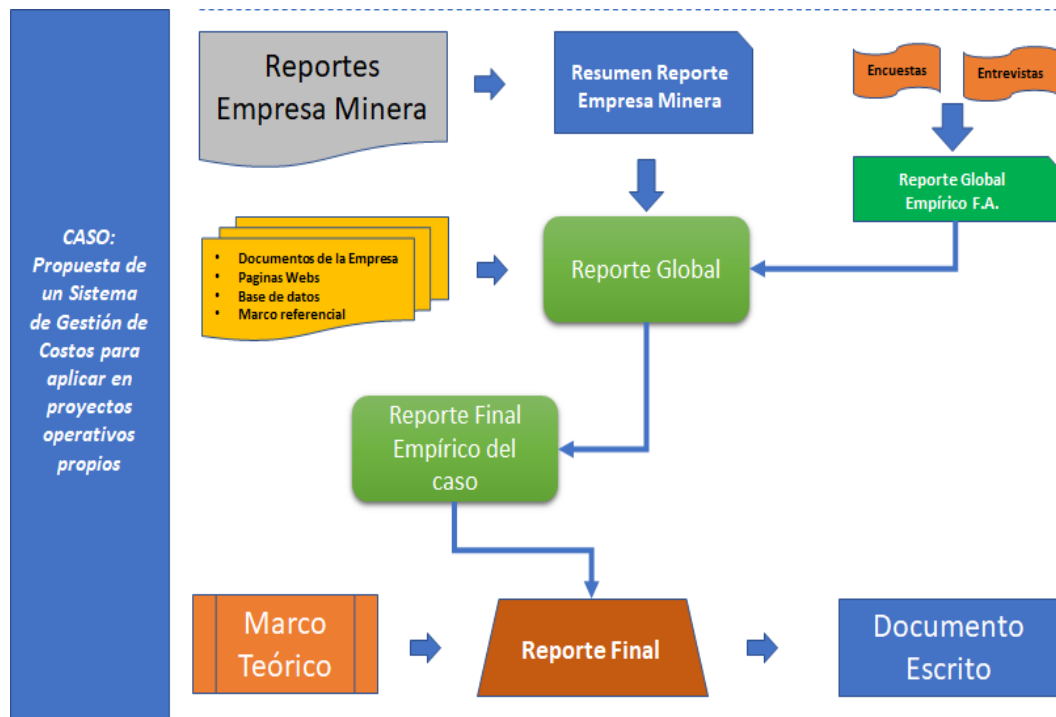 CASO:
Propuesta de
un Sistema
de Gestión de
Costos para
aplicar en
proyectos
operativos
propios
Reportes
Empresa Minera
Resumen Reporte
Empresa Minera
Encuestas
Entrevistas
Reporte Global
Empírico F.A.
• Documentos de la Empresa
• Paginas Webs
• Base de datos
• Marco referencial
Reporte Global
Reporte Final
Empírico del
caso
Marco
Teórico
Reporte Final
Documento
Escrito